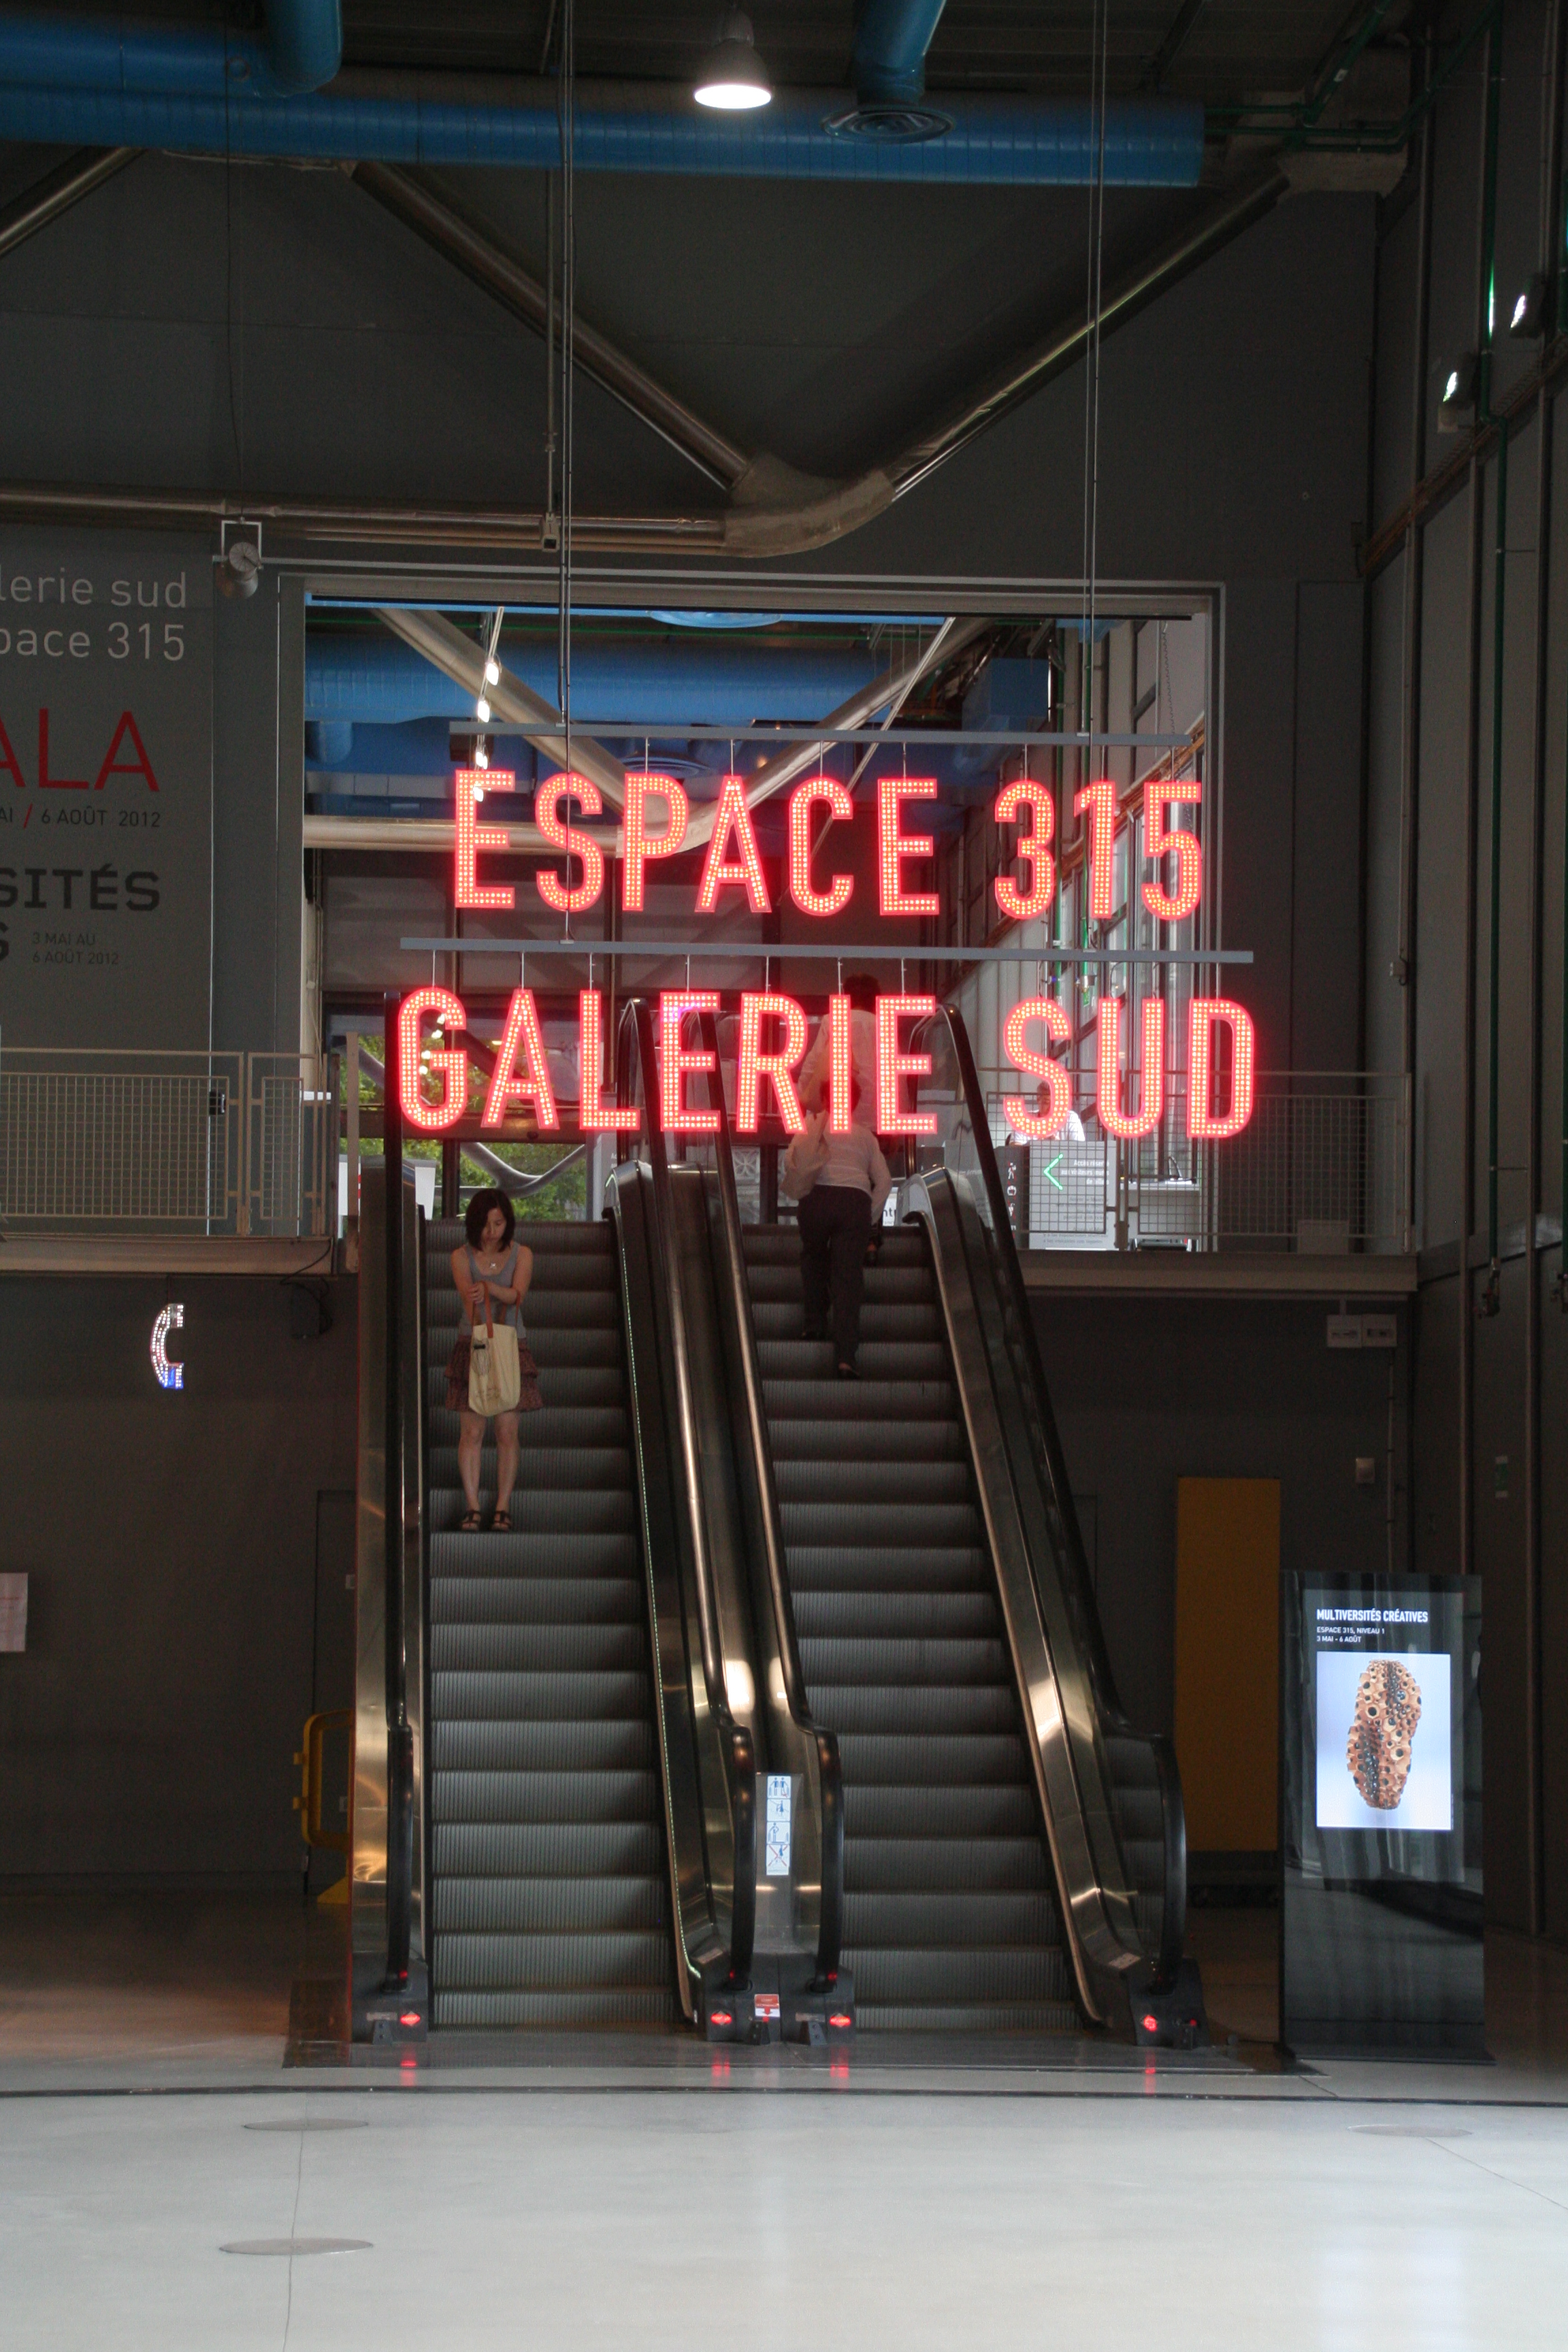 lerie sud
pace 315
ALA
AI / 6 AOÛT 2012
SITÉS
S 3 MAI AU
6 AOÛT 2012
ESPACE 315
GALERIE SUD
MULTIVERSITÉS CRÉATIVES
ESPACE 315, NIVEAU 1
3 MAI - 6 AOÛT